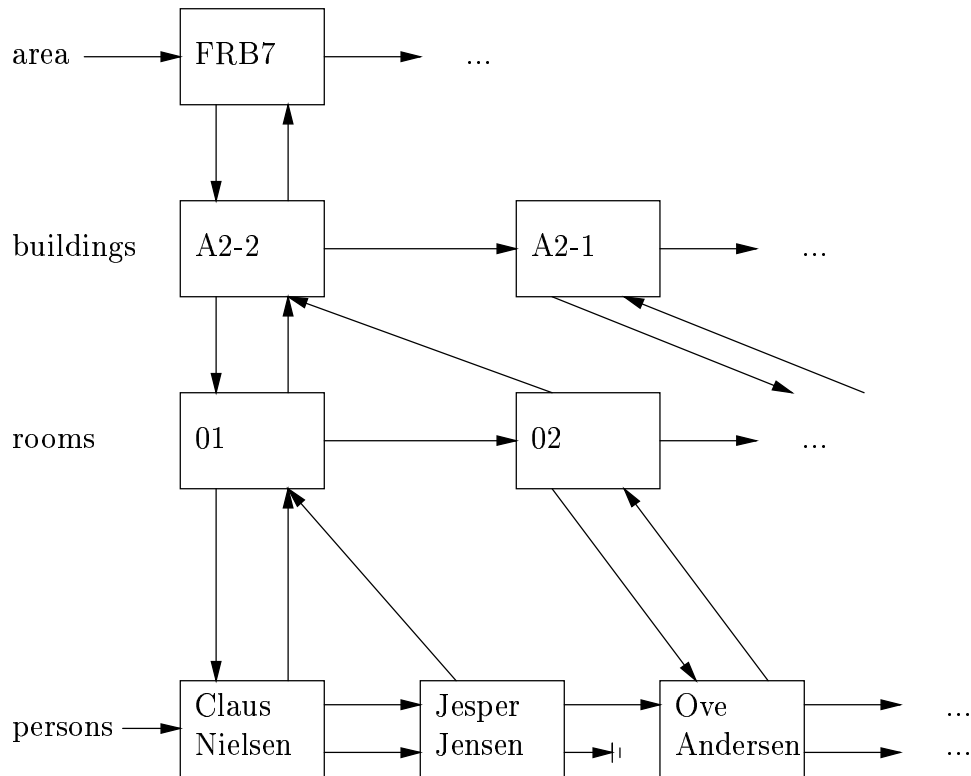 area
FRB7
...
buildings
A2-2
A2-1
...
rooms
01
02
...
persons
Claus
Nielsen
Jesper
Jensen
Ove
Andersen
...
...